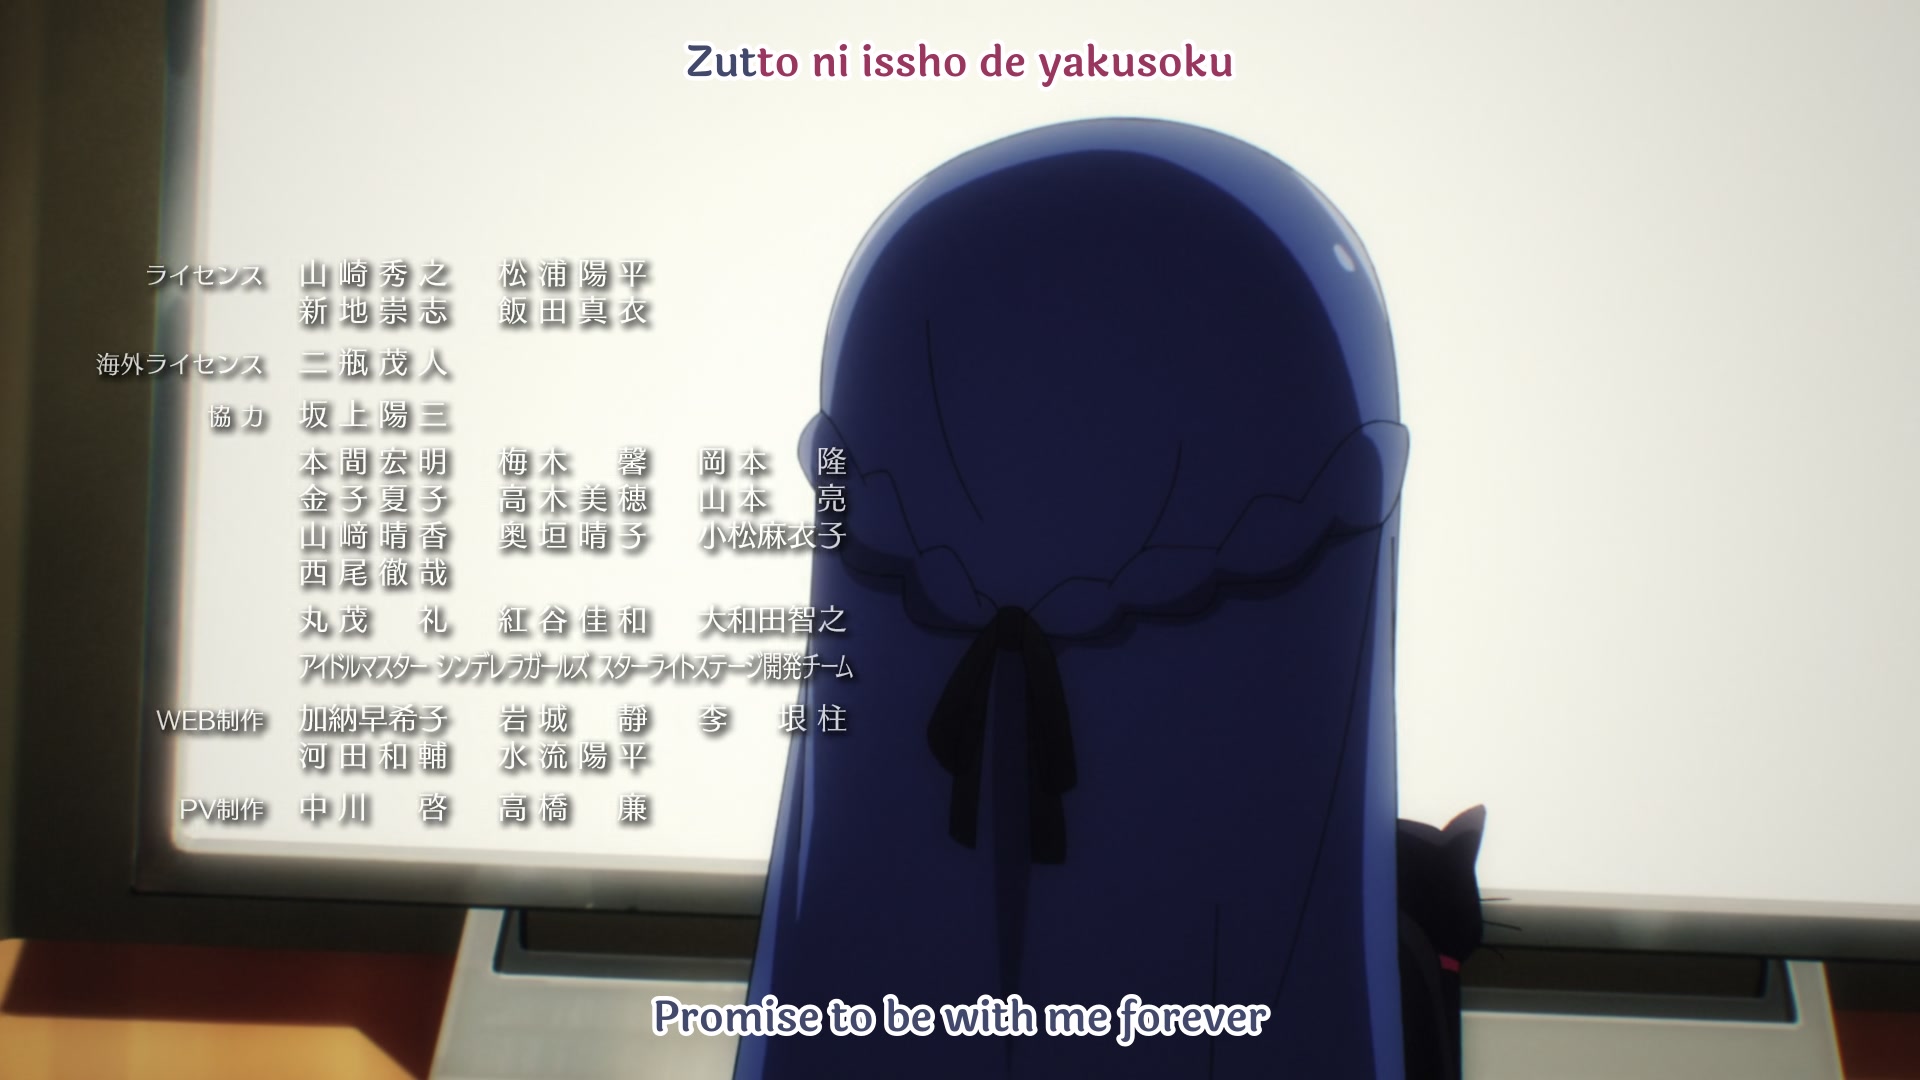 Zutto ni issho de yakusoku
ライセンス 山崎秀之 松浦陽平
新地崇志 飯田真衣
海外ライセンス 二瓶茂人
協力 坂上陽三
本間宏明 梅木馨 岡本隆
金子夏子 高木美穂 山本亮
山﨑晴香 奥垣晴子 小松麻衣子
西尾徹哉
丸茂礼 紅谷佳和 大和田智之
アイドルマスター シンデレラガールズ スターライトステージ開発チーム
WEB制作 加納早希子 岩城靜 李垠柱
河田和輔 水流陽平
PV制作 中川啓 高橋廉
Promise to be with me forever